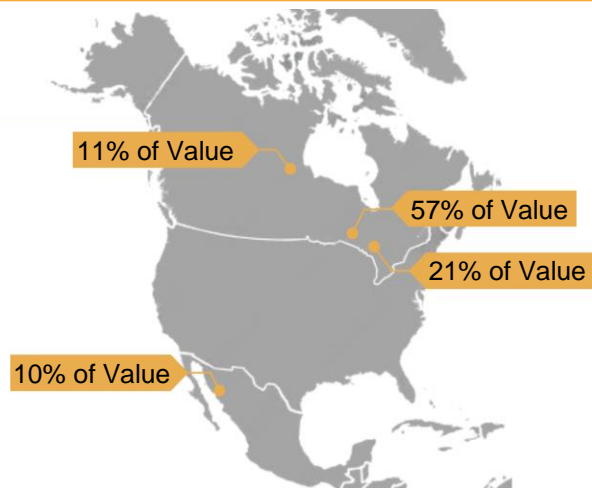 11% of Value
57% of Value
21% of Value
10% of Value